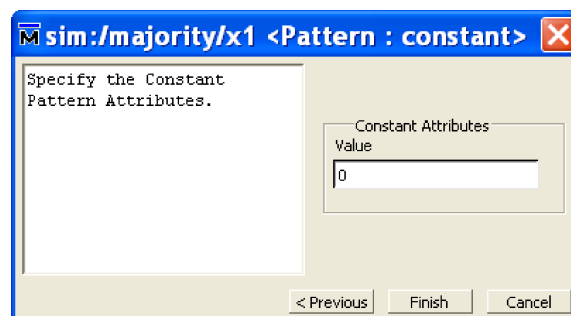 sim:/majority/x1 <Pattern : constant>
Specify the Constant
Pattern Attributes.
Constant Attributes
Value
0
< Previous
Finish
Cancel